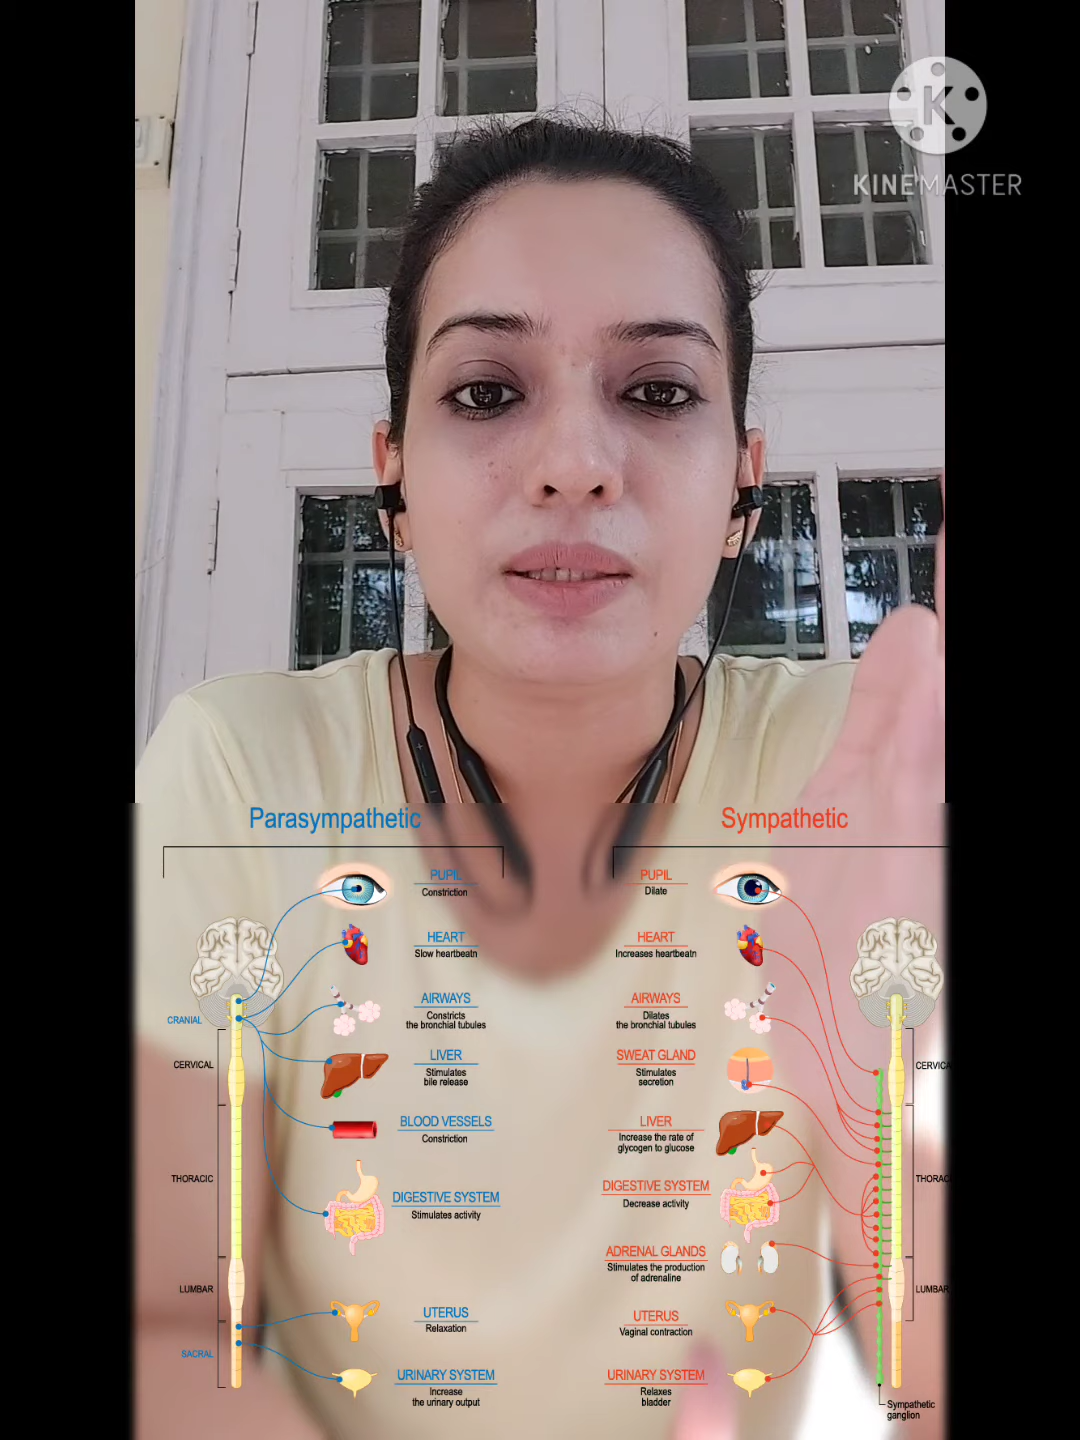 KINEMASTER
Parasympathetic
PUPIL
Constriction
HEART
Slow heartbeatn
AIRWAYS
Constricts
the bronchial tubules
LIVER
Stimulates
bile release
BLOOD VESSELS
Constriction
DIGESTIVE SYSTEM
Stimulates activity
UTERUS
Relaxation
URINARY SYSTEM
Increase
the urinary output
CRANIAL
CERVICAL
THORACIC
LUMBAR
SACRAL
Sympathetic
PUPIL
Dilate
HEART
Increases heartbeatn
AIRWAYS
Dilates
the bronchial tubules
SWEAT GLAND
Stimulates
secretion
LIVER
Increase the rate of
glycogen to glucose
DIGESTIVE SYSTEM
Decrease activity
ADRENAL GLANDS
Stimulates the production
of adrenaline
UTERUS
Vaginal contraction
URINARY SYSTEM
Relaxes
bladder
CERVICA
THORAC
LUMBAR
Sympathetic
ganglion